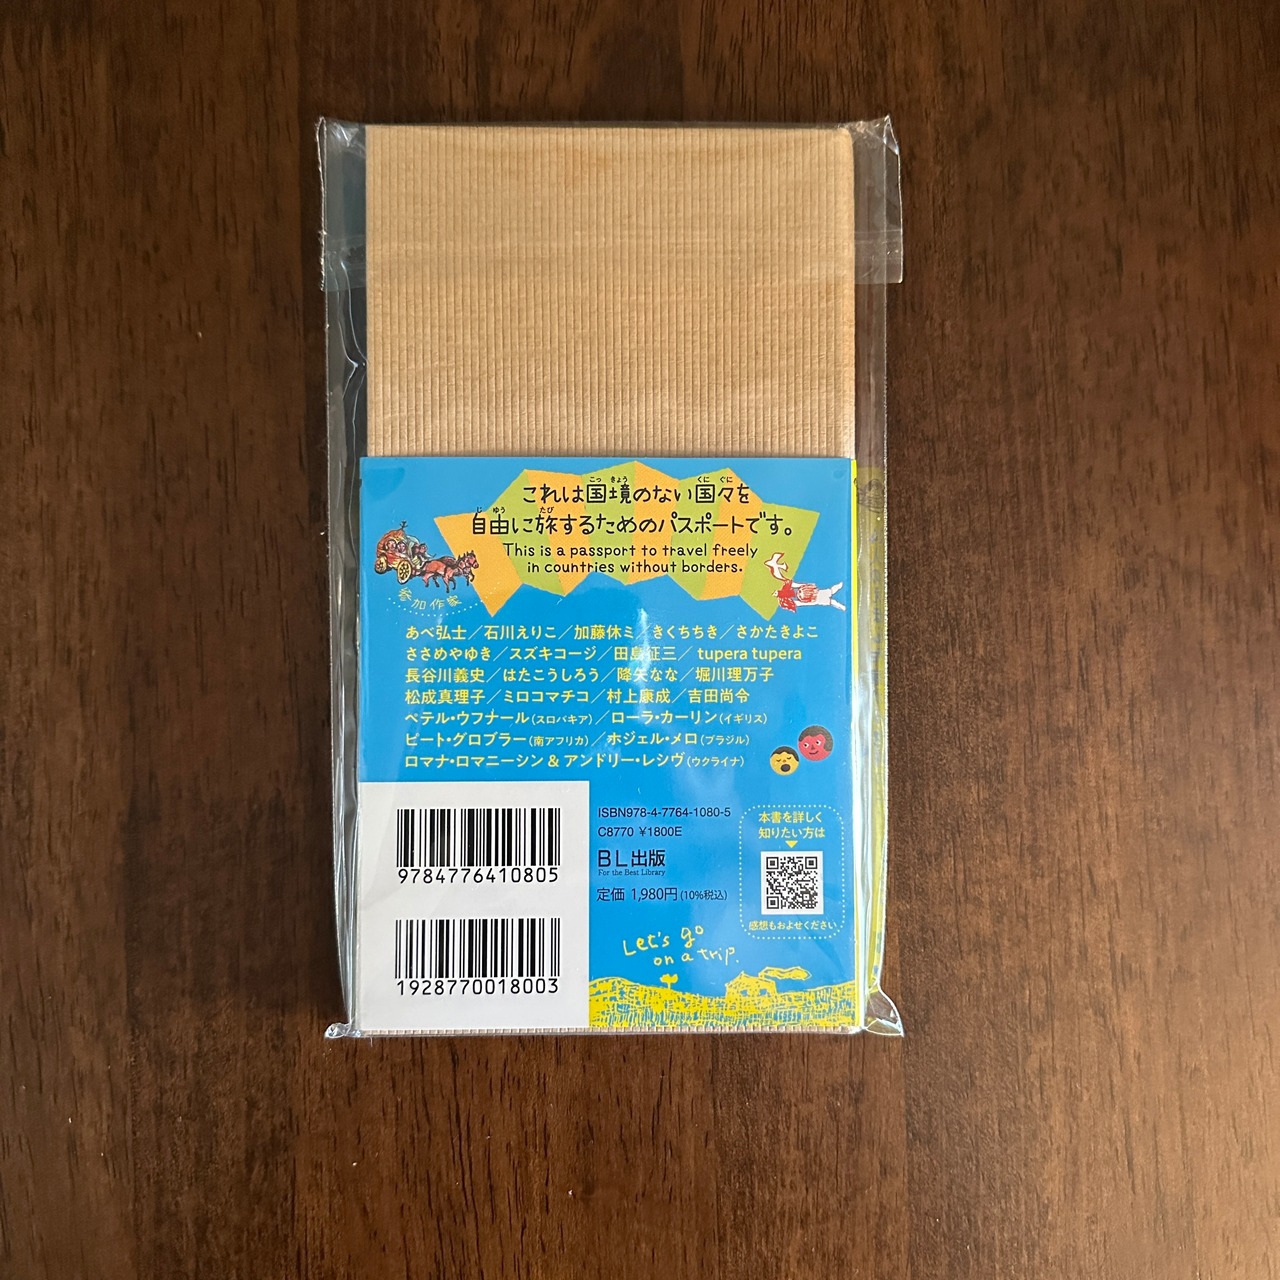 これは国境のない国々を
自由に旅するためのパスポートです。
This is a passport to travel freely
in countries without borders.
参加作家
あべ弘士／石川えりこ／加藤休ミ／きくちちき／さかたきよこ
ささめやゆき／スズキコージ／田島征三／tupera tupera
長谷川義史／はたこうしろう／降矢なな／堀川理万子
松成真理子／ミロコマチコ／村上康成／吉田尚令
ペテル・ウフナール(スロバキア)／ローラ・カーリン(イギリス)
ピート・グロブラー(南アフリカ)／ホジェル・メロ(ブラジル)
ロマナ・ロマニーシン & アンドリー・レシヴ(ウクライナ)
9784776410805
1928770018003
ISBN978-4-7764-1080-5
C8770 ¥1800E
BL出版
For the Best Library
定価 1,980円(10%税込)
本書を詳しく
知りたい方は
感想もおよせください
Let's go
on a trip.